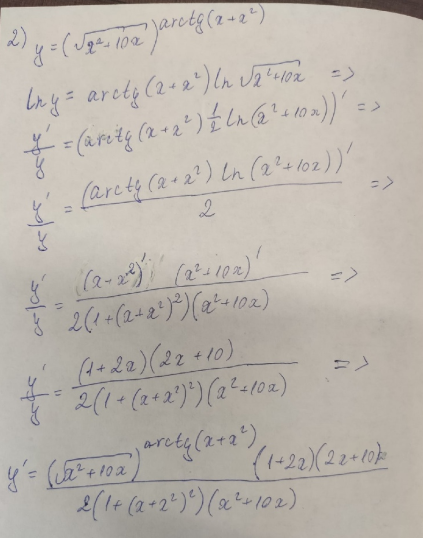 2) y = (√(x²+10x))^arctg(x+x²)
ln y = arctg(x+x²) ln √(x²+10x) =>
y'/y = (arctg(x+x²) 1/2 ln(x²+10x))' =>
y'/y = (arctg(x+x²) ln(x²+10x))' / 2 =>
y'/y = (x+x²)' (x²+10x)' / 2(1+(x+x²)²)(x²+10x) =>
y'/y = (1+2x)(2x+10) / 2(1+(x+x²)²)(x²+10x) =>
y' = (√(x²+10x))^arctg(x+x²) (1+2x)(2x+10) / 2(1+(x+x²)²)(x²+10x)